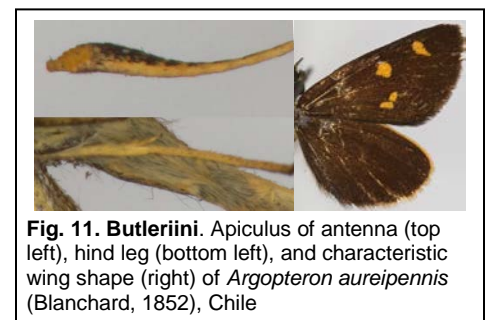 Fig. 11. Butleriini. Apiculus of antenna (top
left), hind leg (bottom left), and characteristic
wing shape (right) of Argopteron aureipennis
(Blanchard, 1852), Chile